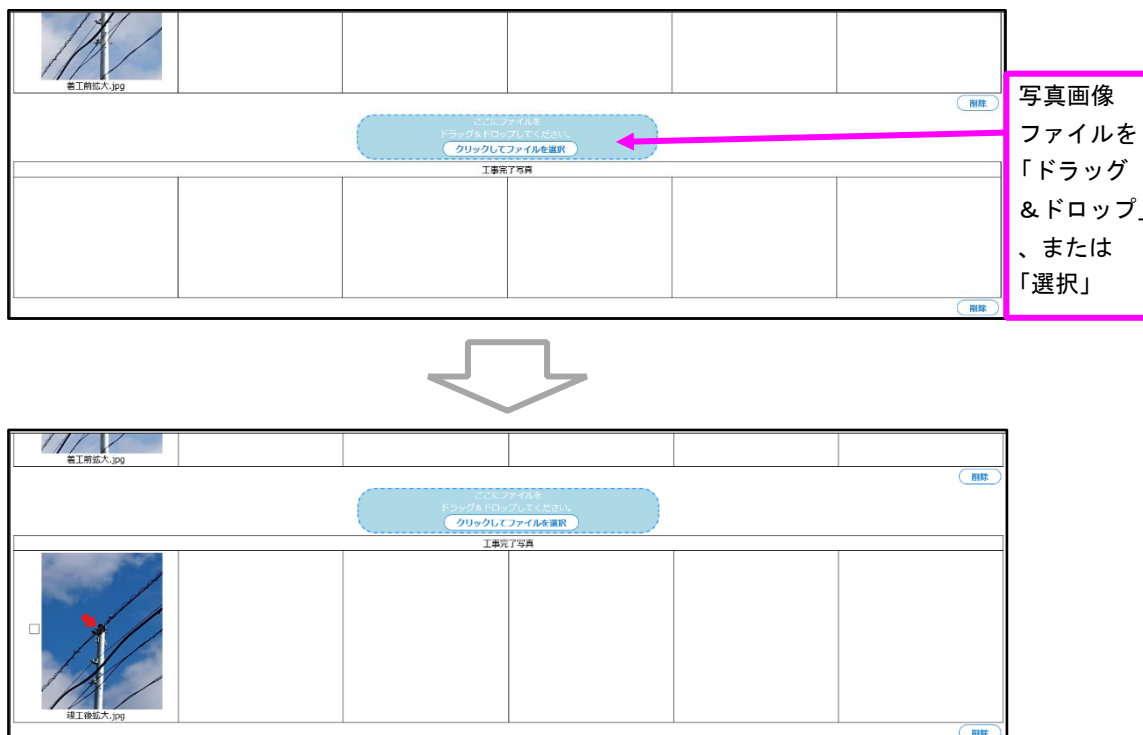 着工前拡大.jpg
削除
ここにファイルを
ドラッグ&ドロップしてください。
クリックしてファイルを選択
工事完了写真
削除
写真画像
ファイルを
「ドラッグ
&ドロップ」
、または
「選択」
着工前拡大.jpg
削除
ここにファイルを
ドラッグ&ドロップしてください。
クリックしてファイルを選択
工事完了写真
竣工後拡大.jpg
削除